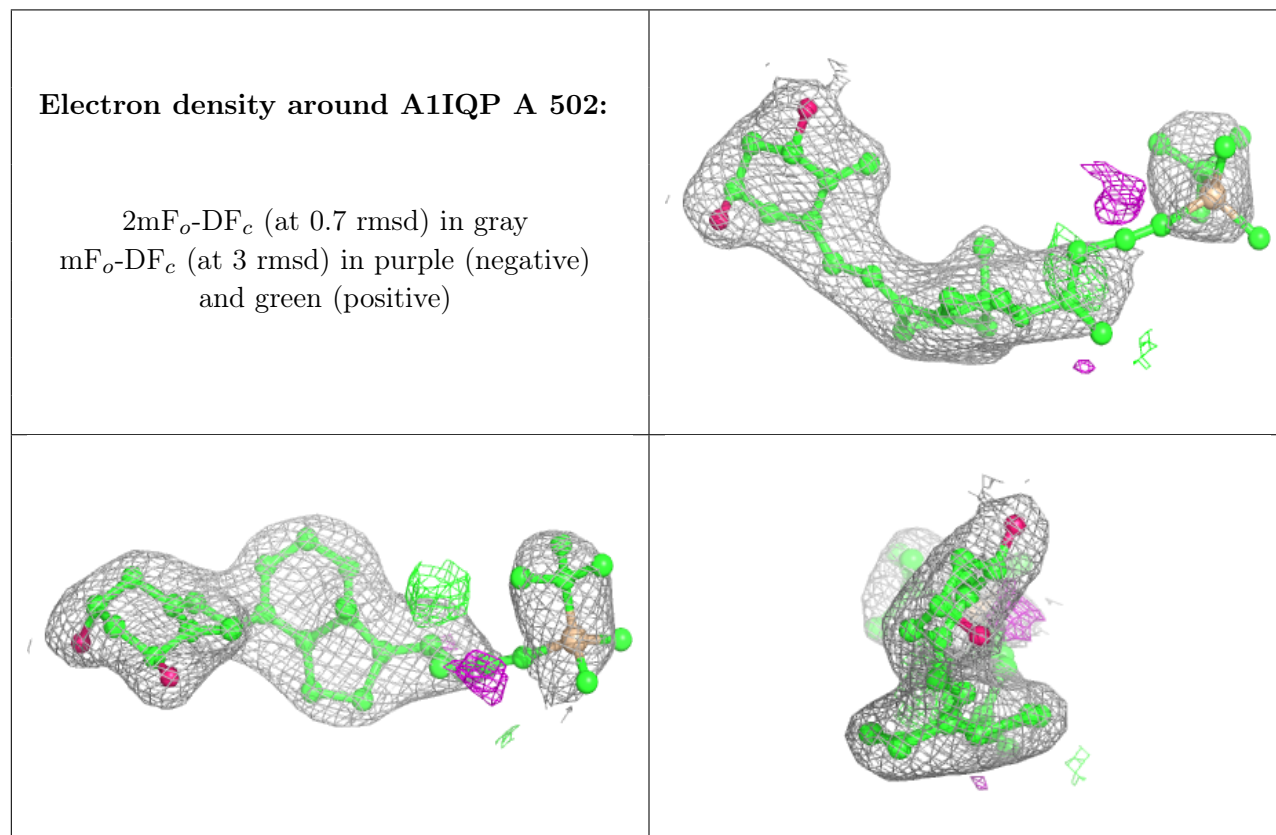 Electron density around A1IQP A 502:
2mFₒ-DF𝒸 (at 0.7 rmsd) in gray
mFₒ-DF𝒸 (at 3 rmsd) in purple (negative)
and green (positive)